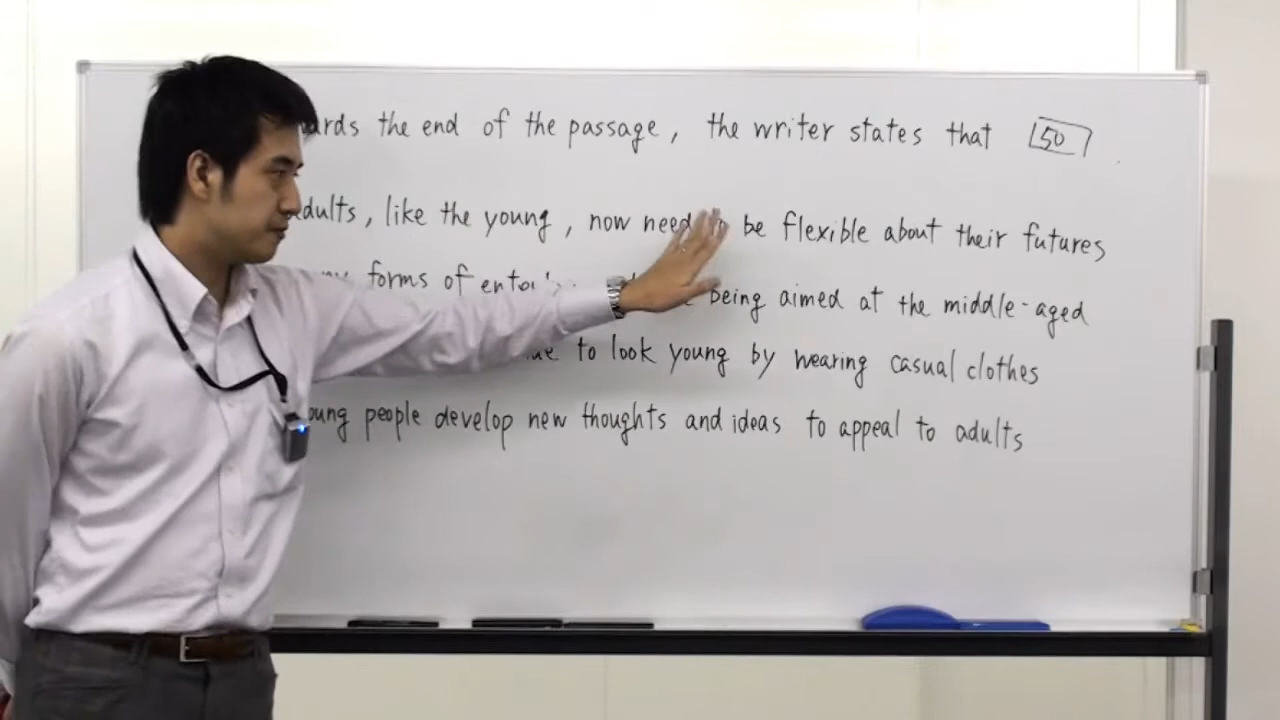 the end of the passage, the writer states that 50
adults, like the young, now need to be flexible about their futures
forms of being aimed at the middle-aged
to look young by wearing casual clothes
young people develop new thoughts and ideas to appeal to adults